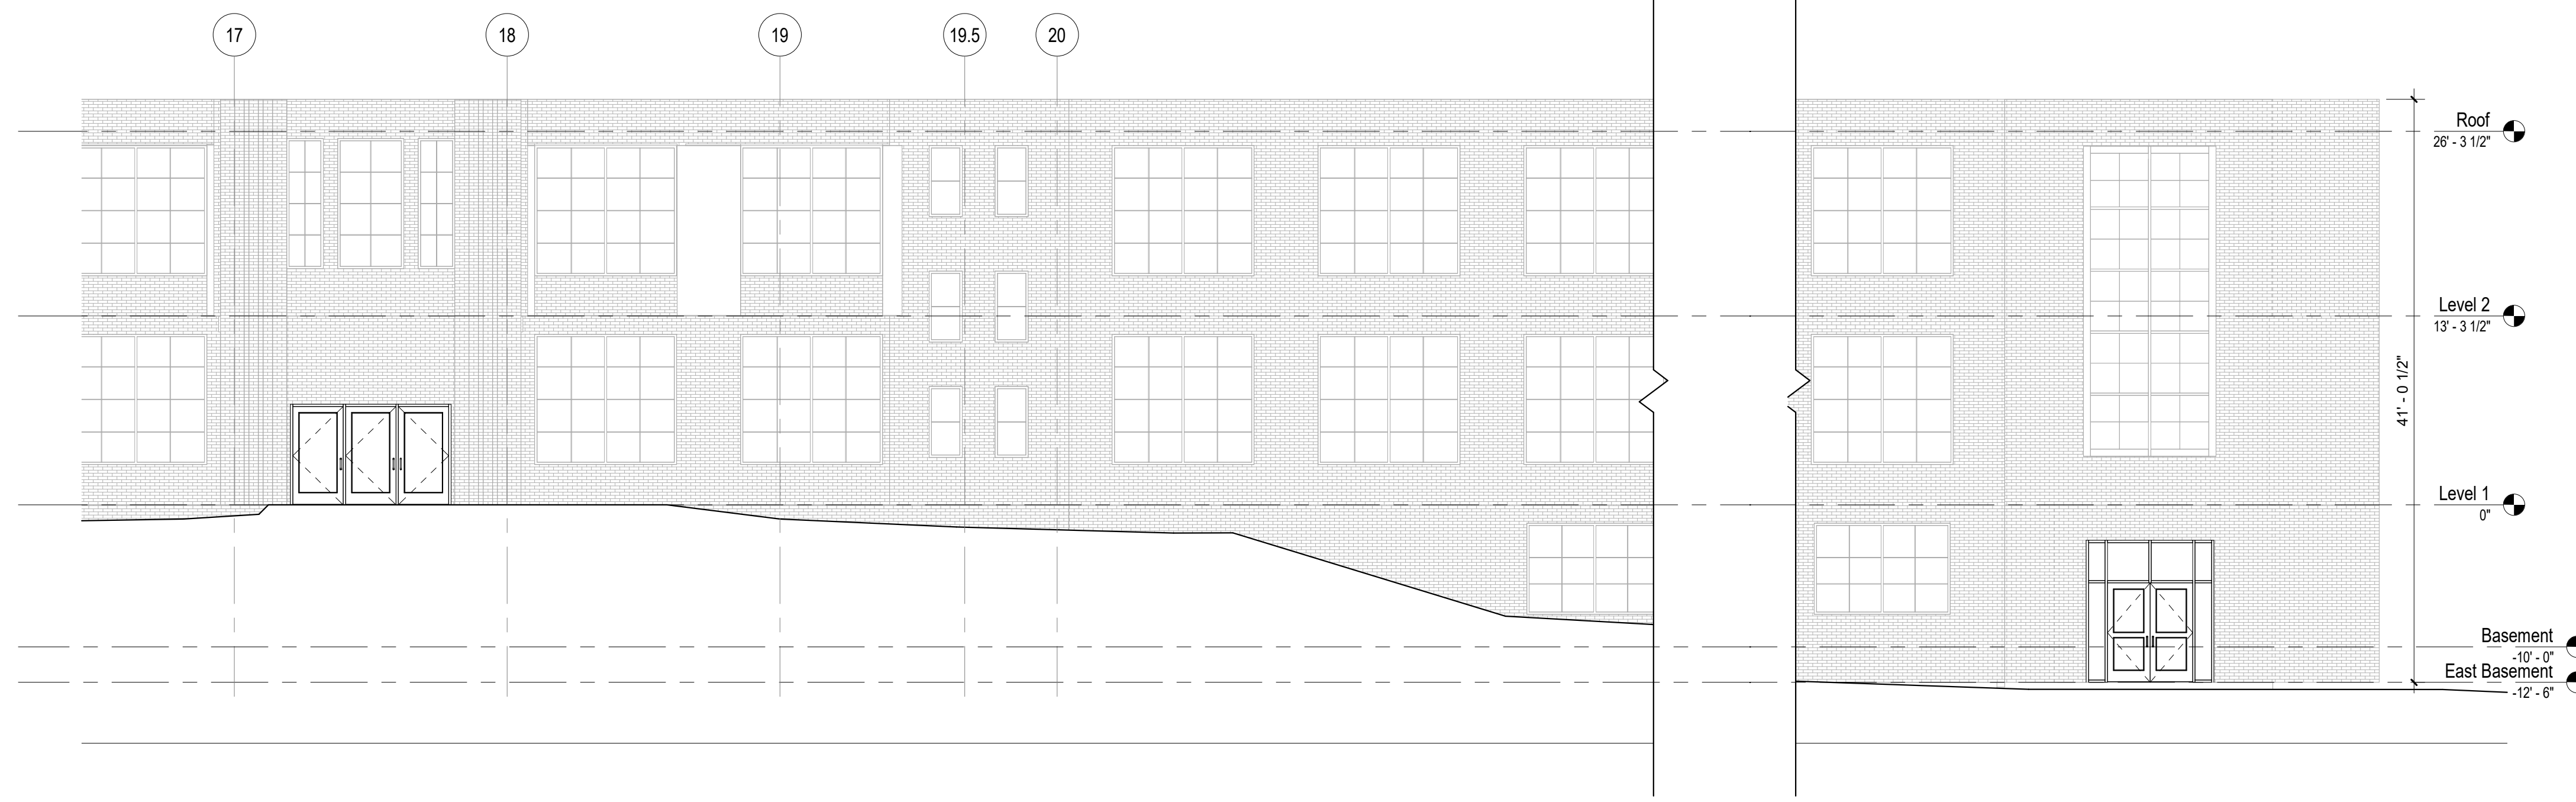 17
18
19
19.5
20
Roof
26' - 3 1/2"
Level 2
13' - 3 1/2"
41' - 0 1/2"
Level 1
0"
Basement
-10' - 0"
East Basement
-12' - 6"